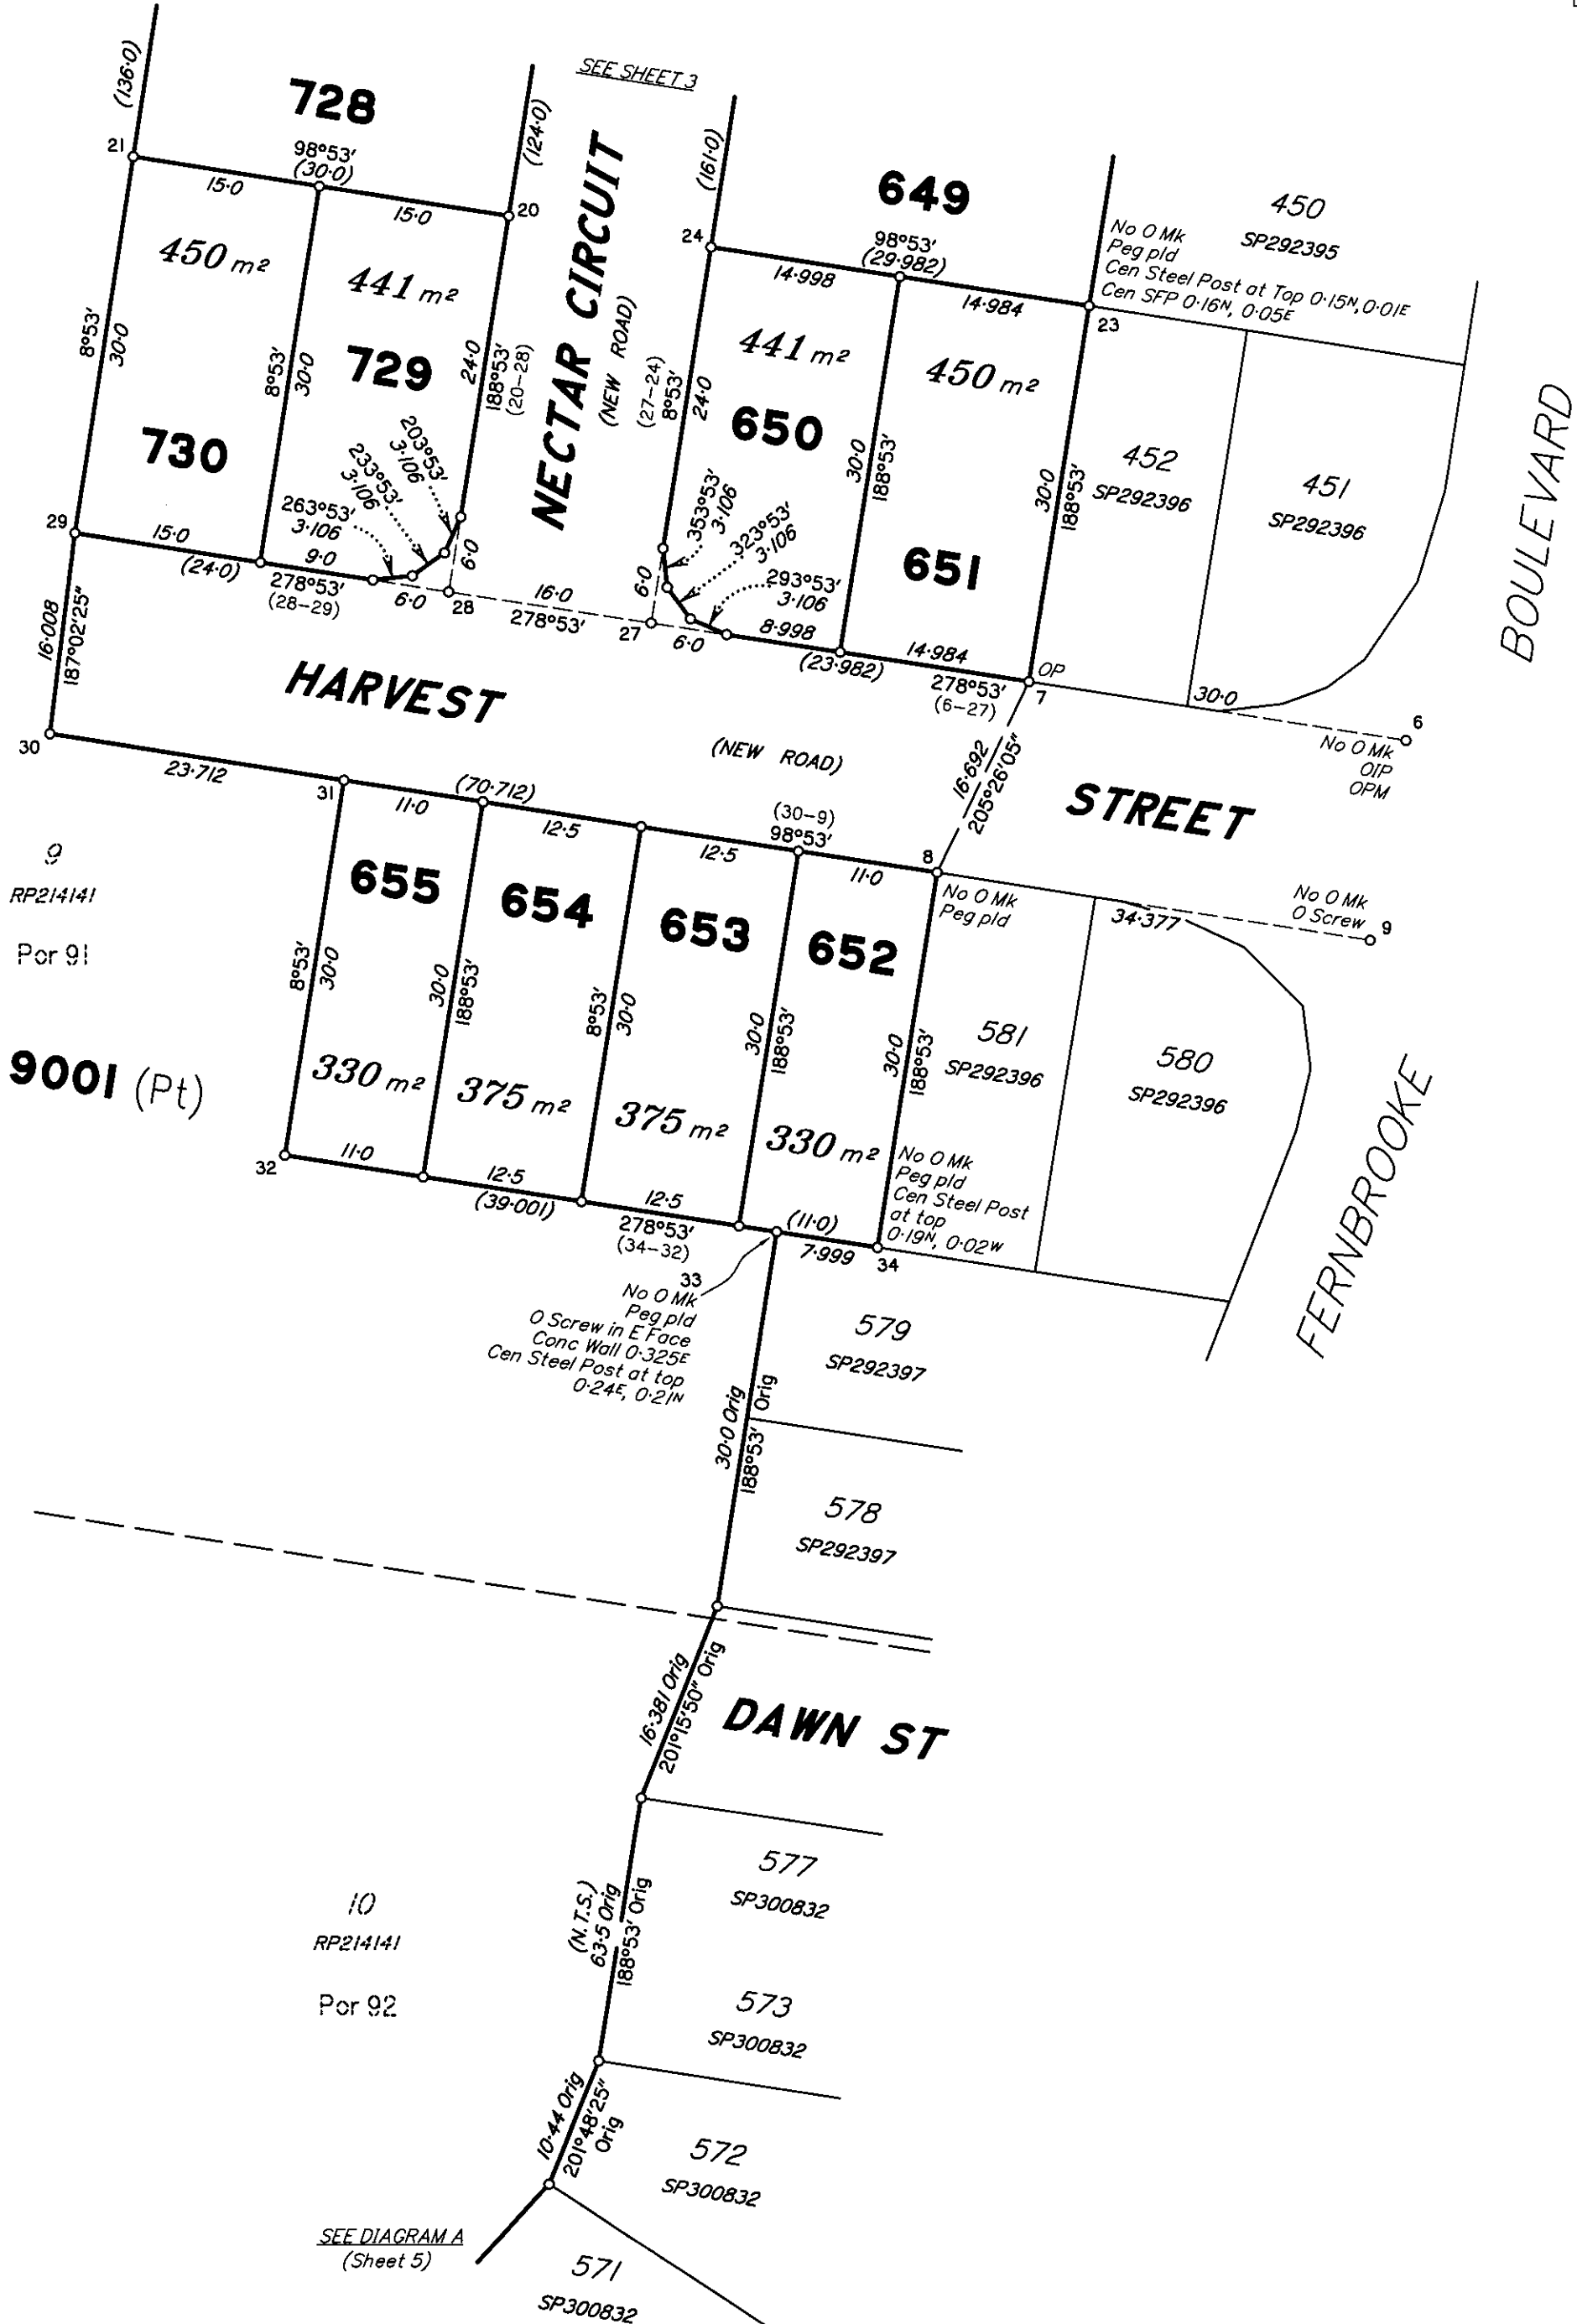 SEE SHEET 3
(136·0)
728
98°53'
(30·0)
21
15·0
15·0
20
(124·0)
450 m²
441 m²
8°53'
30·0
8°53'
30·0
729
24·0
188°53'
(20-28)
730
203°53'
3·106
233°53'
3·106
263°53'
3·106
29
15·0
(24·0)
9·0
278°53'
(28-29)
6·0
6·0
28
NECTAR CIRCUIT
(NEW ROAD)
16·0
278°53'
27
(161·0)
649
24
98°53'
(29·982)
14·998
14·984
23
441 m²
450 m²
(27-24)
8°53'
24·0
650
30·0
188°53'
651
30·0
188°53'
353°53'
3·106
323°53'
3·106
293°53'
3·106
6·0
6·0
8·998
(23·982)
14·984
278°53'
(6-27)
OP
7
450
SP292395
No O Mk
Peg pld
Cen Steel Post at Top 0·15N, 0·01E
Cen SFP 0·16N, 0·05E
452
SP292396
451
SP292396
30·0
6
No O Mk
OIP
OPM
BOULEVARD
16·008
187°02'25"
30
HARVEST
(NEW ROAD)
STREET
16·692
205°26'05"
23·712
31
11·0
(70·712)
12·5
12·5
(30-9)
98°53'
11·0
8
No O Mk
Peg pld
34·377
No O Mk
O Screw
9
9
RP214141
Por 91
9001 (Pt)
655
654
653
652
8°53'
30·0
30·0
188°53'
8°53'
30·0
30·0
188°53'
30·0
188°53'
330 m²
375 m²
375 m²
330 m²
581
SP292396
580
SP292396
FERNBROOKE
No O Mk
Peg pld
Cen Steel Post
at top
0·19N, 0·02W
32
11·0
12·5
(39·001)
12·5
278°53'
(34-32)
(11·0)
7·999
34
33
No O Mk
Peg pld
O Screw in E Face
Conc Wall 0·325E
Cen Steel Post at top
0·24E, 0·21N
579
SP292397
30·0 Orig
188°53' Orig
578
SP292397
16·381 Orig
201°15'50" Orig
DAWN ST
577
SP300832
(N.T.S.)
63·5 Orig
188°53' Orig
10
RP214141
Por 92
573
SP300832
10·44 Orig
201°48'25"
Orig
572
SP300832
SEE DIAGRAM A
(Sheet 5)
571
SP300832